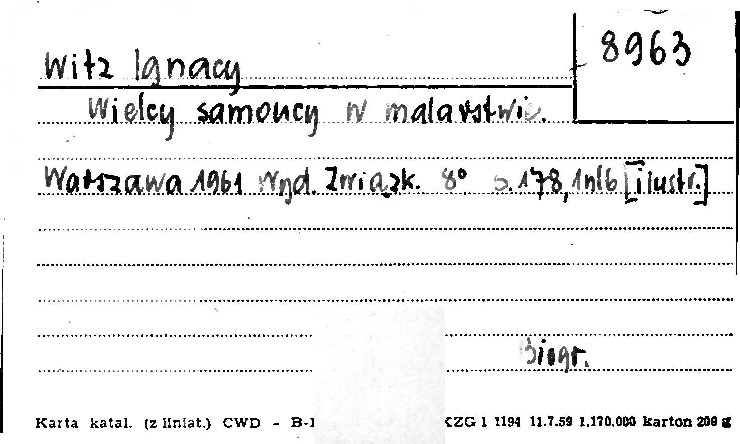 8963
Witz Ignacy
Wielcy samoucy w malarstwie.
Warszawa 1961 Wyd. Związk. 8° s. 178, 1nlb [ilustr.]
Biogr.
Karta katal. (z liniat.) CWD - B-1 KZG 1 1194 11.7.59 1.170.000 karton 200 g